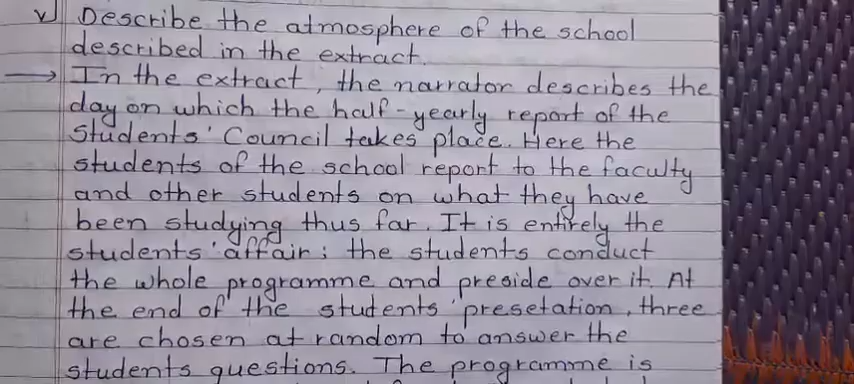 v) Describe the atmosphere of the school
described in the extract.
→ In the extract, the narrator describes the
day on which the half-yearly report of the
Students' Council takes place. Here the
students of the school report to the faculty
and other students on what they have
been studying thus far. It is entirely the
students' affair; the students conduct
the whole programme and preside over it. At
the end of the students' presetation, three
are chosen at random to answer the
students questions. The programme is